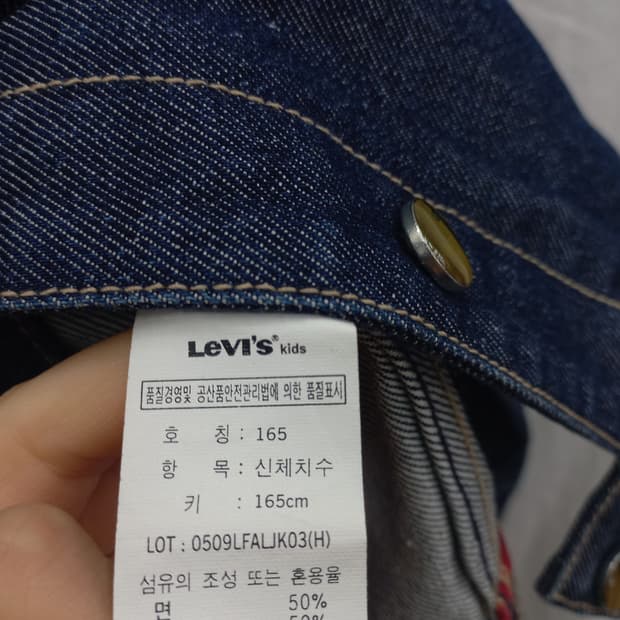 Levi's® kids
품질경영및 공산품안전관리법에 의한 품질표시
호 칭 : 165
항 목 : 신체치수
키 : 165cm
LOT : 0509LFALJK03(H)
섬유의 조성 또는 혼용율
면 50%